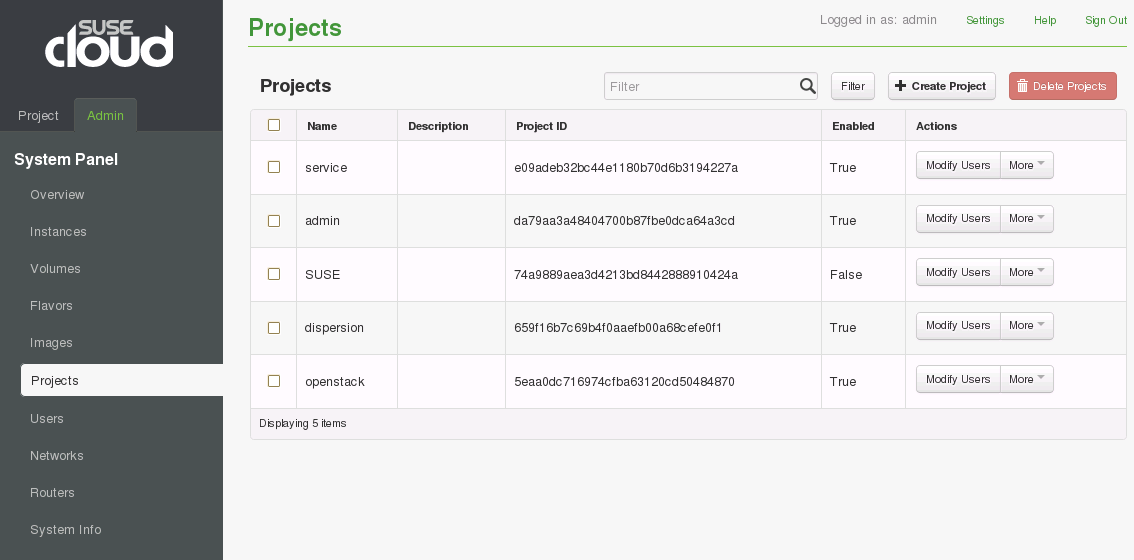 SUSE
cloud
Project Admin
System Panel
Overview
Instances
Volumes
Flavors
Images
Projects
Users
Networks
Routers
System Info
Projects
Logged in as: admin Settings Help Sign Out
Projects
Filter Filter Create Project Delete Projects
Name Description Project ID Enabled Actions
service e09adeb32bc44e1180b70d6b3194227a True Modify Users More
admin da79aa3a48404700b87fbe0dca64a3cd True Modify Users More
SUSE 74a9889aea3d4213bd8442888910424a False Modify Users More
dispersion 659f16b7c69b4f0aaefb00a68cefe0f1 True Modify Users More
openstack 5eaa0dc716974cfba63120cd50484870 True Modify Users More
Displaying 5 items